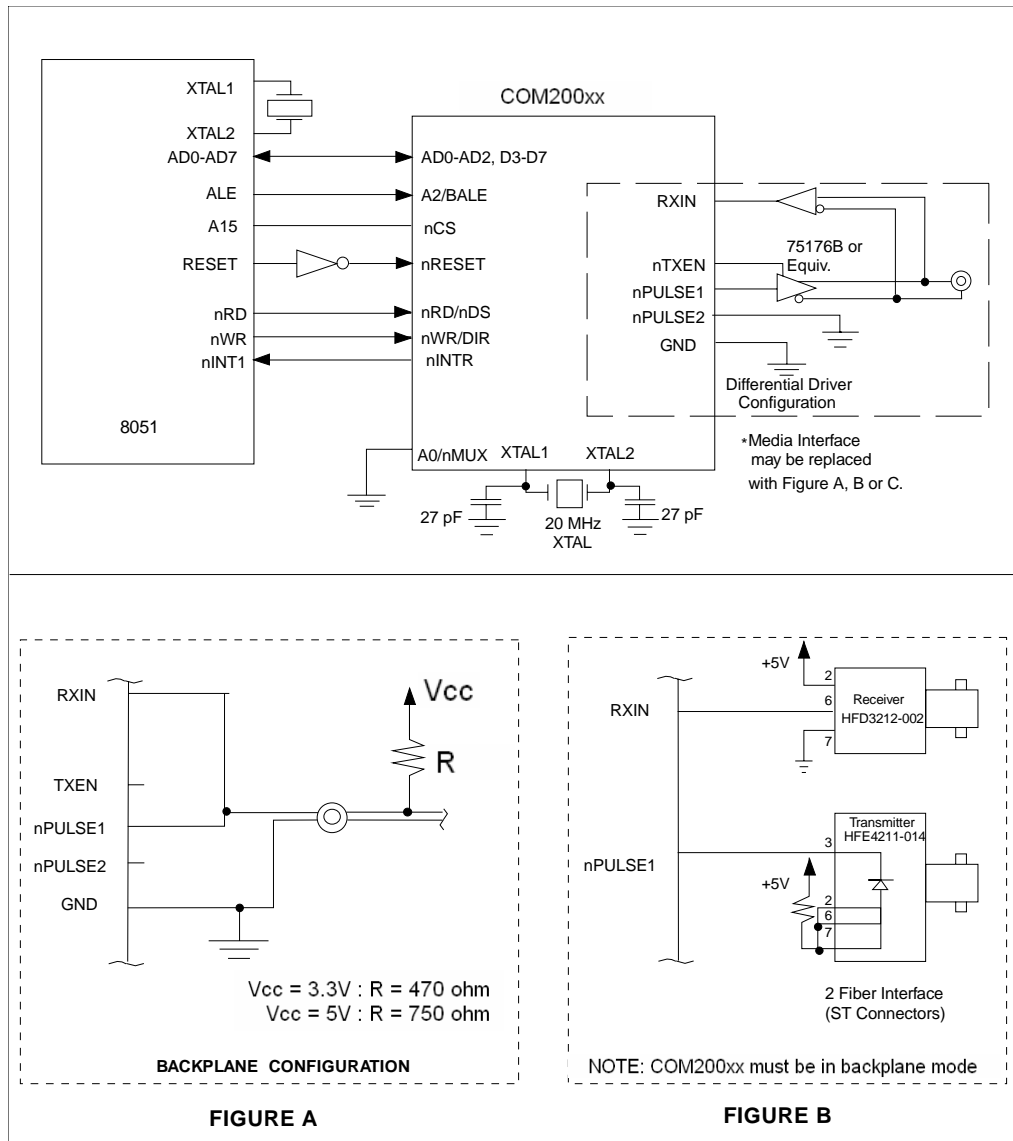 COM200xx
XTAL1
XTAL2
AD0-AD7
ALE
A15
RESET
nRD
nWR
nINT1
8051
AD0-AD2, D3-D7
A2/BALE
nCS
nRESET
nRD/nDS
nWR/DIR
nINTR
A0/nMUX
XTAL1
XTAL2
RXIN
nTXEN
nPULSE1
nPULSE2
GND
75176B or
Equiv.
Differential Driver
Configuration
*Media Interface
may be replaced
with Figure A, B or C.
27 pF
20 MHz
XTAL
27 pF
RXIN
TXEN
nPULSE1
nPULSE2
GND
Vcc
R
Vcc = 3.3V : R = 470 ohm
Vcc = 5V : R = 750 ohm
BACKPLANE CONFIGURATION
FIGURE A
RXIN
nPULSE1
+5V
2
6
7
Receiver
HFD3212-002
Transmitter
HFE4211-014
3
+5V
2
6
7
2 Fiber Interface
(ST Connectors)
NOTE: COM200xx must be in backplane mode
FIGURE B